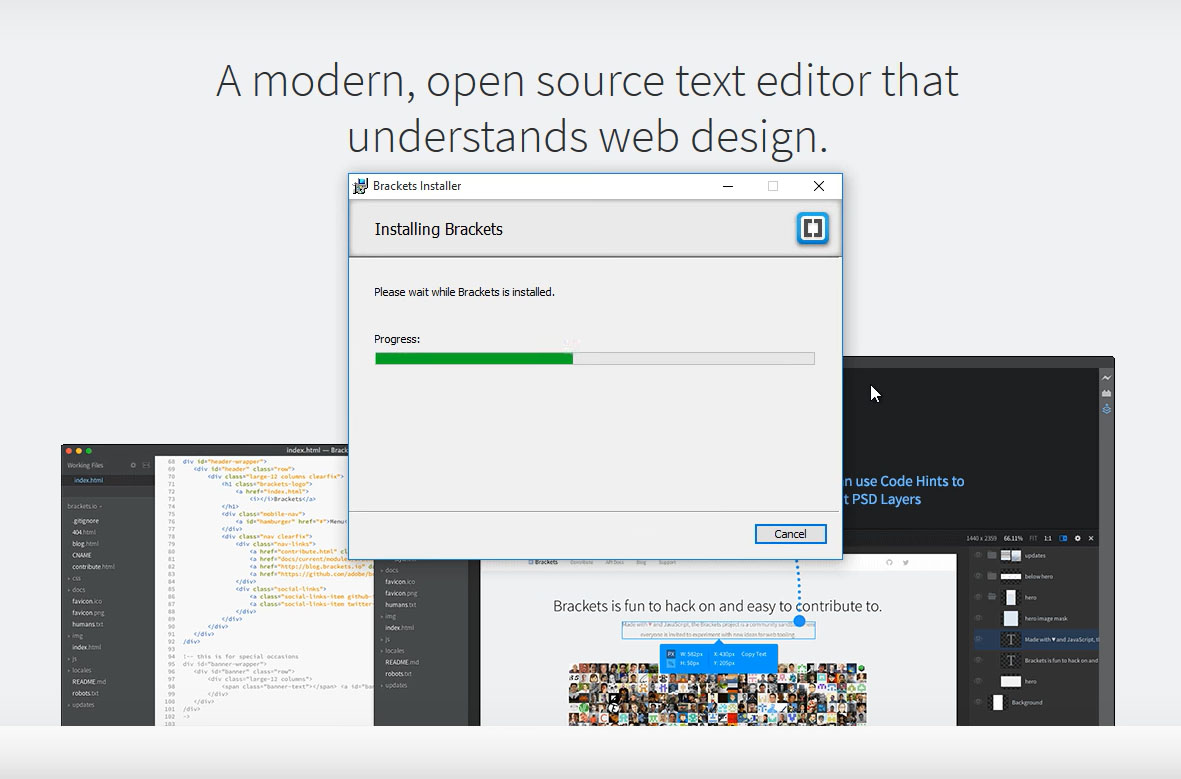 A modern, open source text editor that
understands web design.
Brackets Installer
Installing Brackets
Please wait while Brackets is installed.
Progress:
Cancel
index.html — Brack
Working Files
index.html
brackets.io
.gitignore
404.html
blog.html
CNAME
contribute.html
css
docs
favicon.ico
favicon.png
humans.txt
img
index.html
js
locales
README.md
robots.txt
updates
68 div id="header-wrapper">
69 <div id="header" class="row">
70 <div class="large-12 columns clearfix">
71 <h1 class="brackets-logo">
72 <a href="index.html">
73 <i></i>Brackets</a>
74 </h1>
75 <div class="mobile-nav">
76 <a id="hamburger" href="#">Menu
77 </div>
78 <div class="nav clearfix">
79 <div class="nav-links">
80 <a href="contribute.html" c
81 <a href="docs/current/module
82 <a href="http://blog.brackets.io"
83 <a href="https://github.com/adobe/b
84 </div>
85 <div class="social-links">
86 <a class="social-links-item github-
87 <a class="social-links-item twitter-
88 </div>
89 </div>
90 </div>
91 </div>
92 /div>
93
94 !-- this is for special occasions
95 div id="banner-wrapper">
96 <div id="banner" class="row">
97 <div class="large-12 columns">
98 <span class="banner-text"></span> <a id="ba
99 </div>
100 </div>
101 /div>
102 ->
103
docs
favicon.ico
favicon.png
humans.txt
img
index.html
js
locales
README.md
robots.txt
updates
n use Code Hints to
t PSD Layers
1440 x 2359 66.11% FIT 1:1
Brackets Contribute API Docs Blog Support
Brackets is fun to hack on and easy to contribute to.
Made with ♥ and JavaScript, the Brackets project is a community
everyone is invited to experiment with new ideas for web tooling.
PX W: 582px X: 430px Copy Text
H: 50px Y: 205px
updates
below hero
hero
hero image mask
Made with ♥ and JavaScript, t
Brackets is fun to hack on and
hero
Background